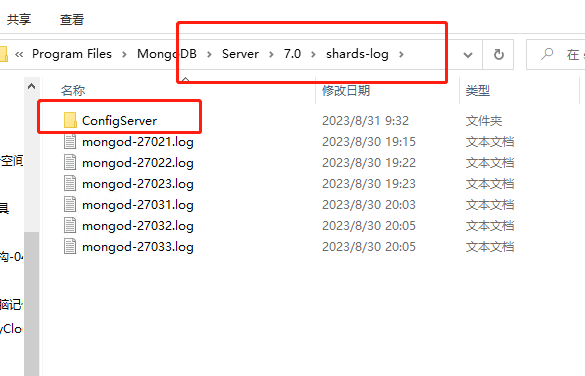 共享 查看
« Program Files › MongoDB › Server › 7.0 › shards-log › 在 s
名称 修改日期 类型
ConfigServer 2023/8/31 9:32 文件夹
mongod-27021.log 2023/8/30 19:15 文本文档
mongod-27022.log 2023/8/30 19:23 文本文档
mongod-27023.log 2023/8/30 19:23 文本文档
mongod-27031.log 2023/8/30 20:03 文本文档
mongod-27032.log 2023/8/30 20:05 文本文档
mongod-27033.log 2023/8/30 20:05 文本文档
空间
具
构-04
脑记
yClo